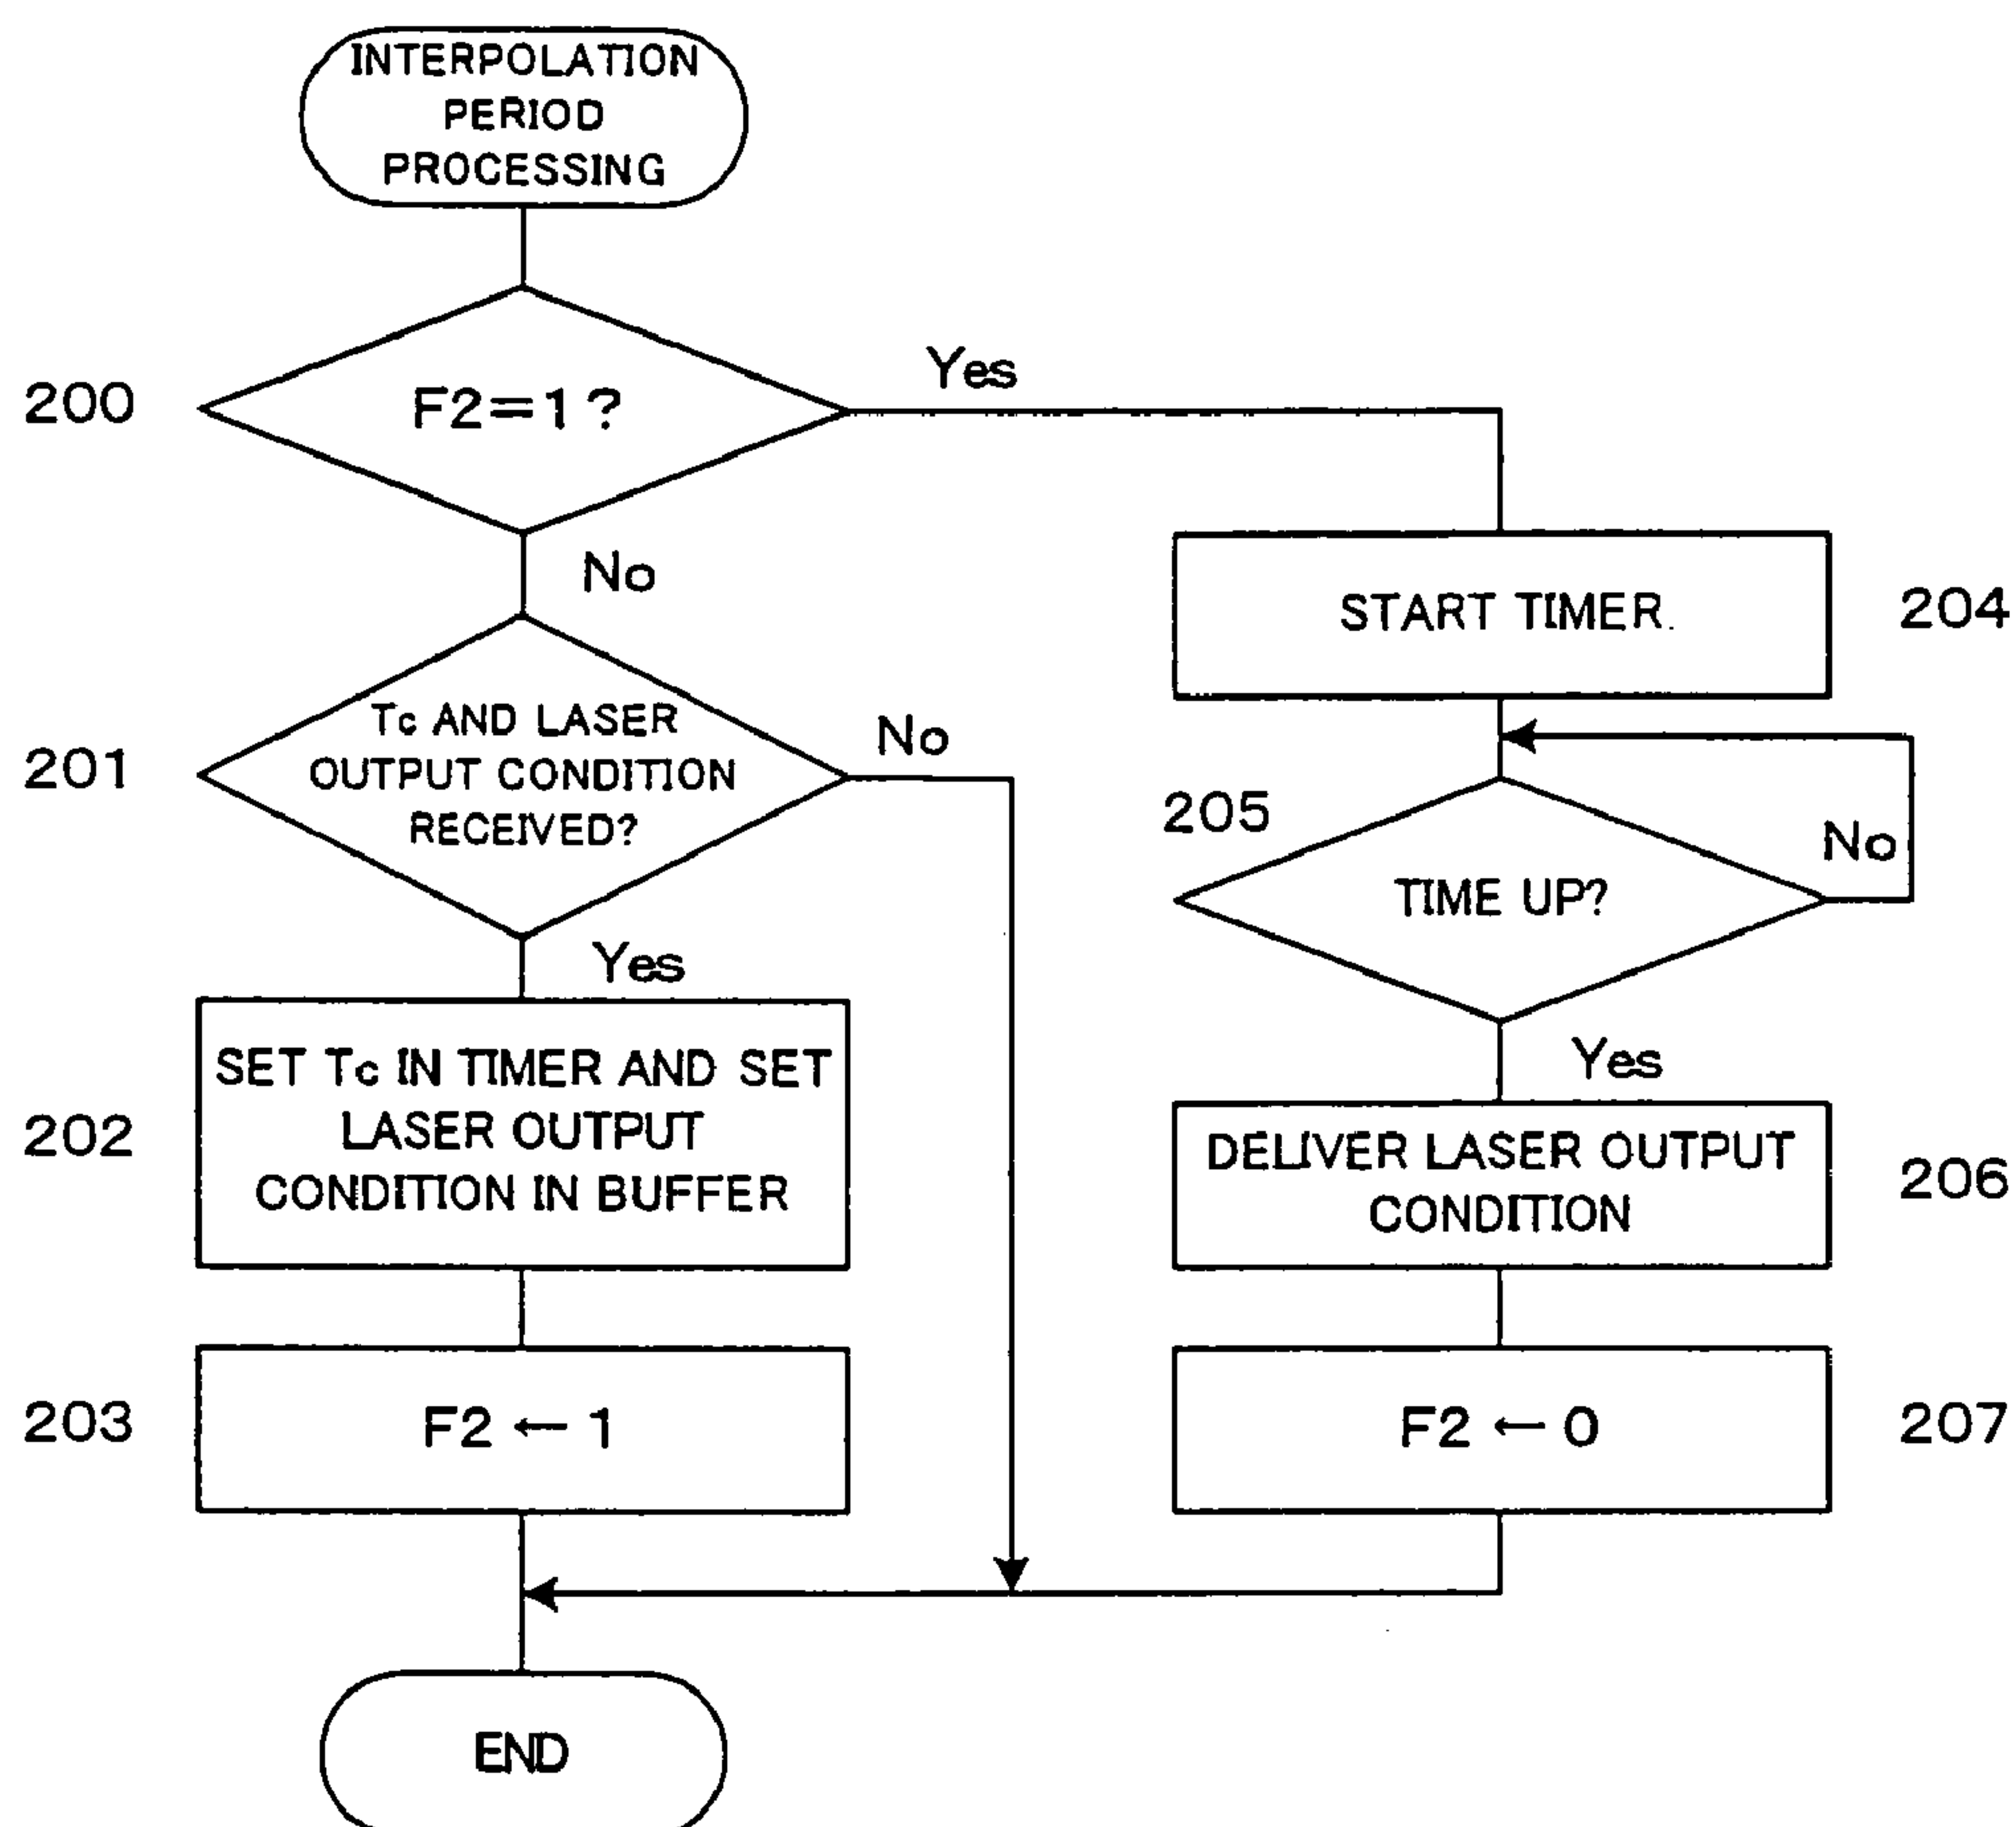 INTERPOLATION
PERIOD
PROCESSING
200
F2=1?
Yes
No
201
Tc AND LASER
OUTPUT CONDITION
RECEIVED?
No
Yes
202
SET Tc IN TIMER AND SET
LASER OUTPUT
CONDITION IN BUFFER
203
F2 ← 1
START TIMER.
204
205
TIME UP?
No
Yes
DELIVER LASER OUTPUT
CONDITION
206
F2 ← 0
207
END